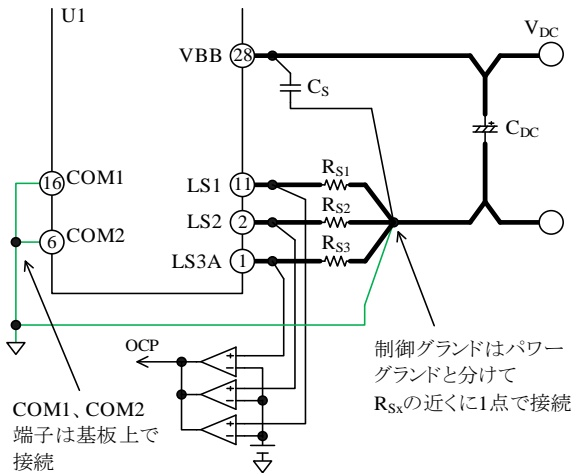 U1
VBB
28
VDC
CS
CDC
16
COM1
LS1
11
RS1
LS2
2
RS2
6
COM2
LS3A
1
RS3
OCP
制御グランドはパワー
グランドと分けて
RSxの近くに1点で接続
COM1、COM2
端子は基板上で
接続
+
−
+
−
+
−
+